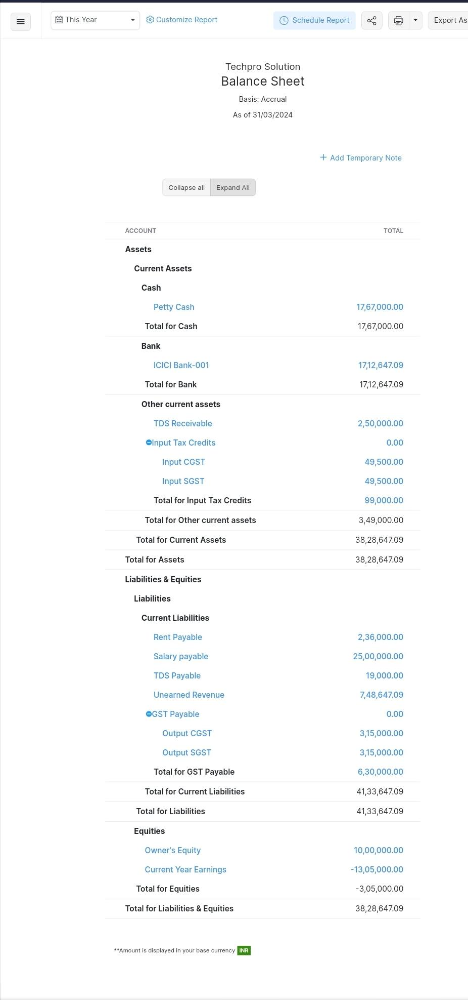 This Year Customize Report Schedule Report Export As
Techpro Solution
Balance Sheet
Basis: Accrual
As of 31/03/2024
+ Add Temporary Note
Collapse all Expand All
ACCOUNT TOTAL
Assets
Current Assets
Cash
Petty Cash 17,67,000.00
Total for Cash 17,67,000.00
Bank
ICICI Bank-001 17,12,647.09
Total for Bank 17,12,647.09
Other current assets
TDS Receivable 2,50,000.00
Input Tax Credits 0.00
Input CGST 49,500.00
Input SGST 49,500.00
Total for Input Tax Credits 99,000.00
Total for Other current assets 3,49,000.00
Total for Current Assets 38,28,647.09
Total for Assets 38,28,647.09
Liabilities & Equities
Liabilities
Current Liabilities
Rent Payable 2,36,000.00
Salary payable 25,00,000.00
TDS Payable 19,000.00
Unearned Revenue 7,48,647.09
GST Payable 0.00
Output CGST 3,15,000.00
Output SGST 3,15,000.00
Total for GST Payable 6,30,000.00
Total for Current Liabilities 41,33,647.09
Total for Liabilities 41,33,647.09
Equities
Owner's Equity 10,00,000.00
Current Year Earnings -13,05,000.00
Total for Equities -3,05,000.00
Total for Liabilities & Equities 38,28,647.09
**Amount is displayed in your base currency INR